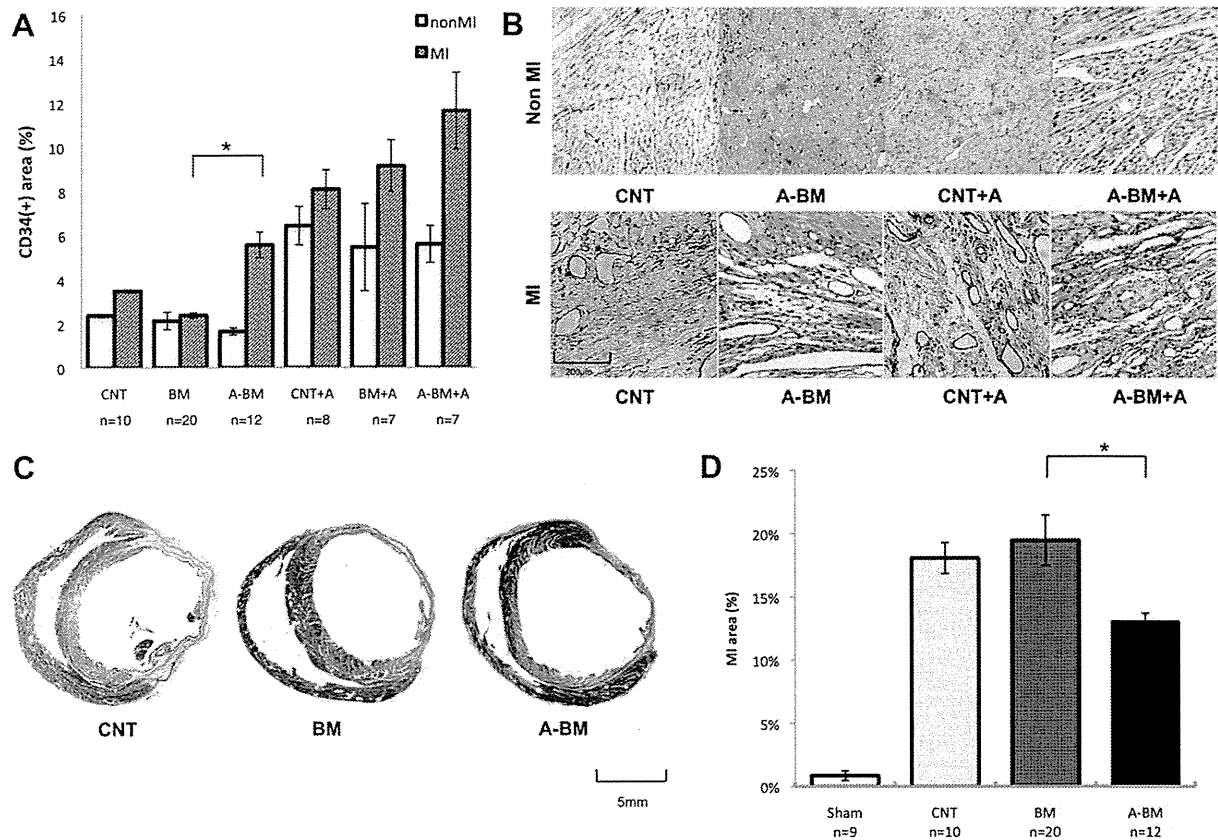 A
CD34(+) area (%)
16
14
12
10
8
6
4
2
0
nonMI
MI
*
CNT BM A-BM CNT+A BM+A A-BM+A
n=10 n=20 n=12 n=8 n=7 n=7
B
Non MI
CNT A-BM CNT+A A-BM+A
MI
CNT A-BM CNT+A A-BM+A
C
CNT BM A-BM
5mm
D
MI area (%)
25%
20%
15%
10%
5%
0%
*
Sham CNT BM A-BM
n=9 n=10 n=20 n=12